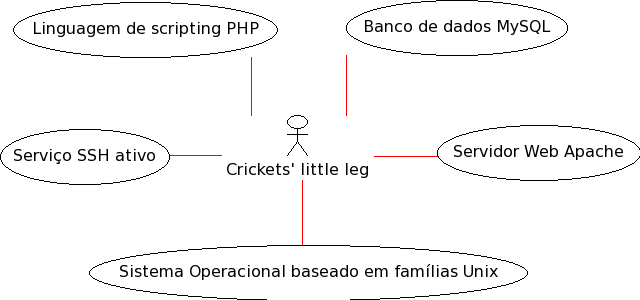 Linguagem de scripting PHP
Banco de dados MySQL
Serviço SSH ativo
Servidor Web Apache
Crickets' little leg
Sistema Operacional baseado em famílias Unix